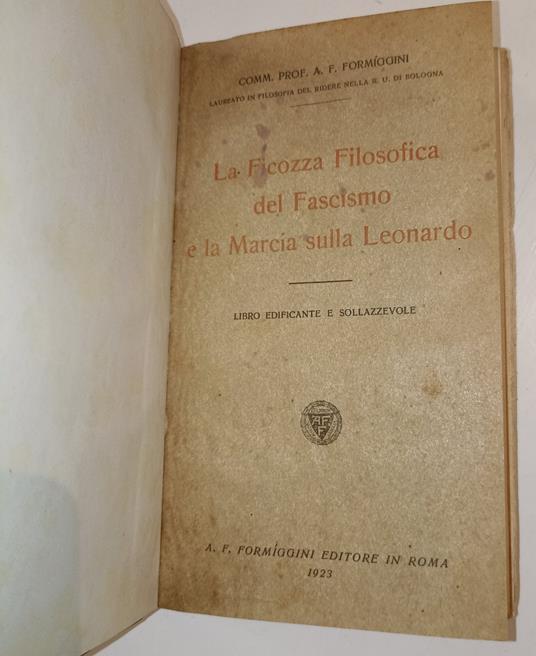 COMM. PROF. A. F. FORMÍGGINI
LAUREATO IN FILOSOFIA DEL RIDERE NELLA R. U. DI BOLOGNA
La Ficozza Filosofica
del Fascismo
e la Marcia sulla Leonardo
LIBRO EDIFICANTE E SOLLAZZEVOLE
AFF
A. F. FORMÍGGINI EDITORE IN ROMA
1923